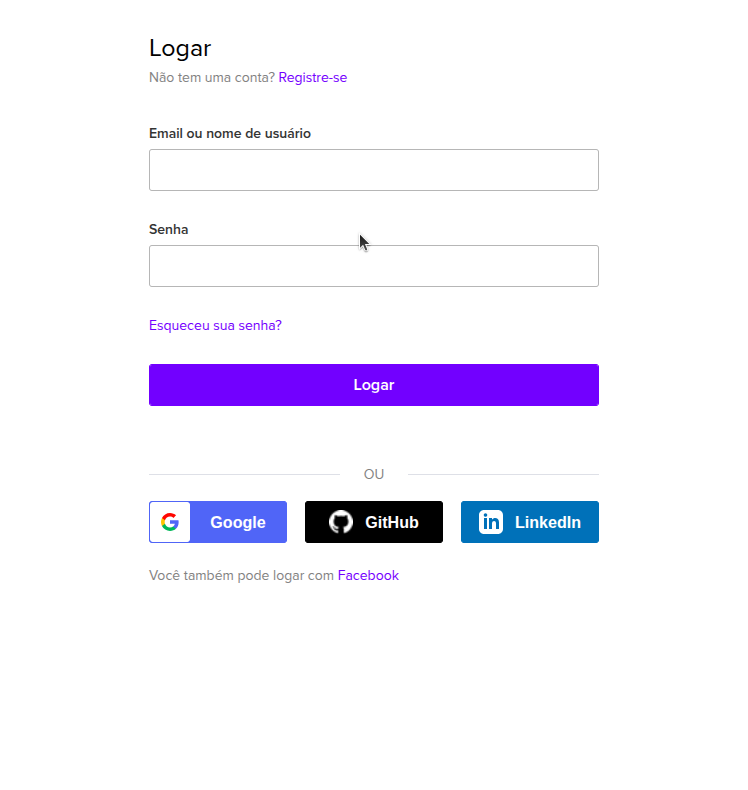 Logar
Não tem uma conta? Registre-se
Email ou nome de usuário
Senha
Esqueceu sua senha?
Logar
OU
Google
GitHub
in LinkedIn
Você também pode logar com Facebook